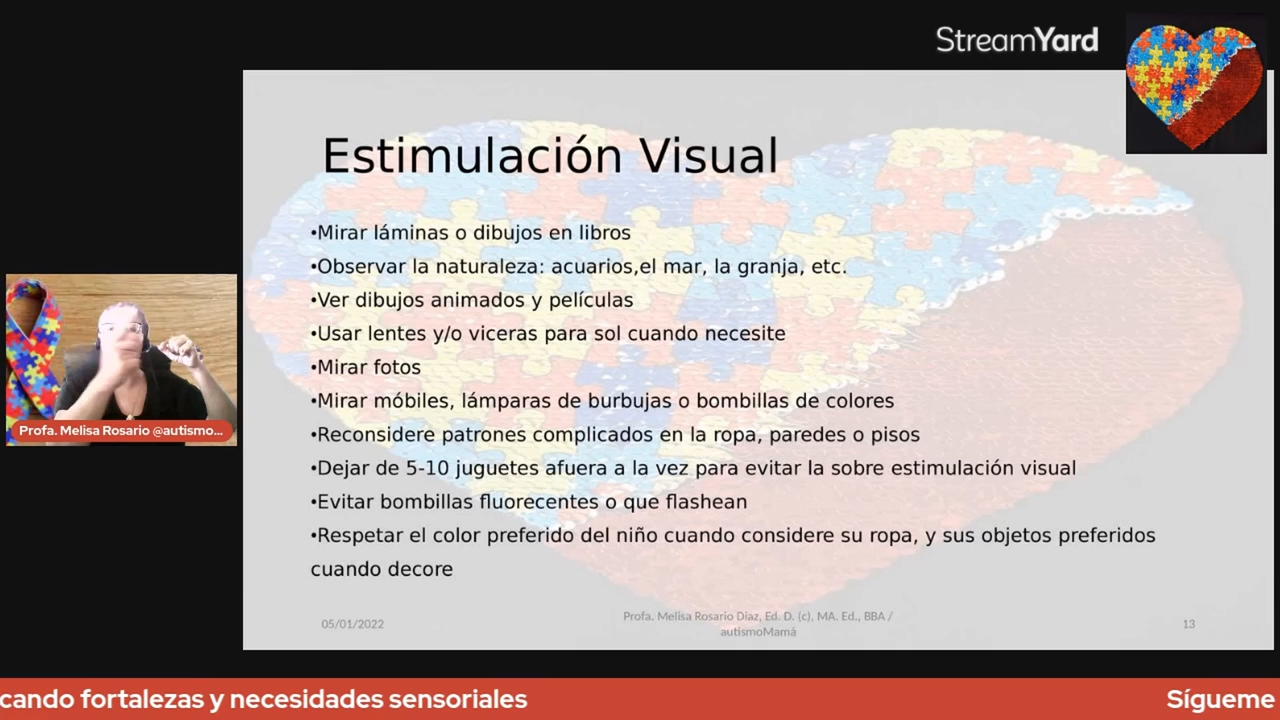 StreamYard
Estimulación Visual
•Mirar láminas o dibujos en libros
•Observar la naturaleza: acuarios,el mar, la granja, etc.
•Ver dibujos animados y películas
•Usar lentes y/o viceras para sol cuando necesite
•Mirar fotos
•Mirar móbiles, lámparas de burbujas o bombillas de colores
•Reconsidere patrones complicados en la ropa, paredes o pisos
•Dejar de 5-10 juguetes afuera a la vez para evitar la sobre estimulación visual
•Evitar bombillas fluorecentes o que flashean
•Respetar el color preferido del niño cuando considere su ropa, y sus objetos preferidos
cuando decore
Profa. Melisa Rosario @autismo...
05/01/2022
Profa. Melisa Rosario Diaz, Ed. D. (c), MA. Ed., BBA /
autismoMamá
13
cando fortalezas y necesidades sensoriales
Sígueme